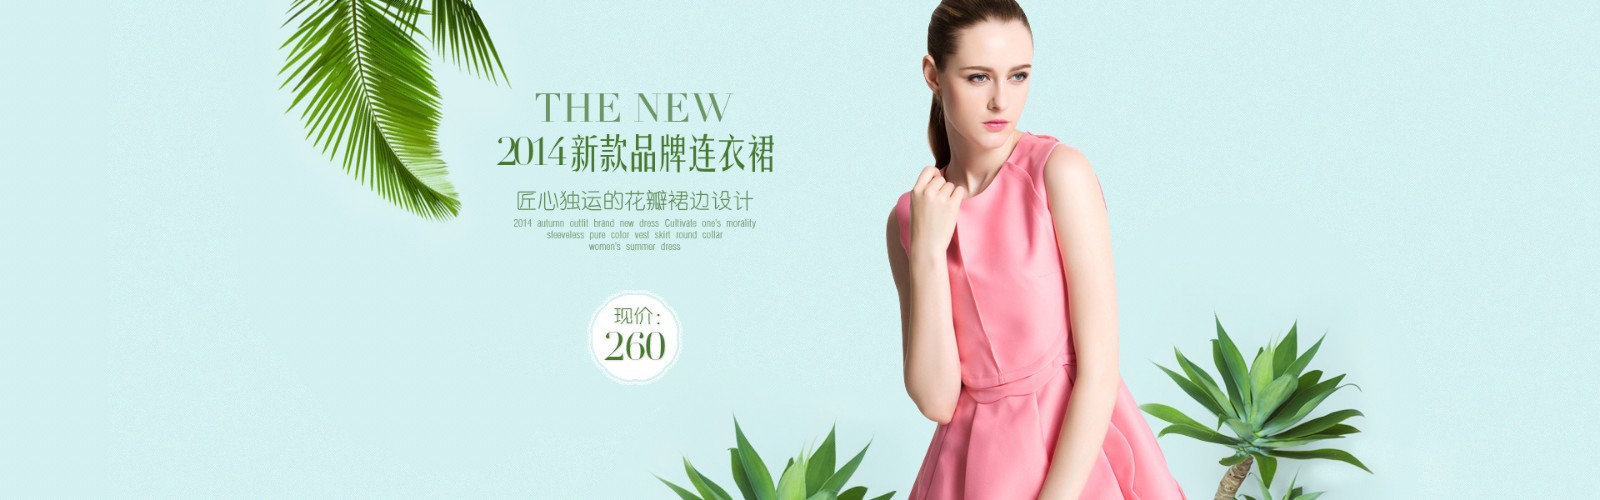 THE NEW
2014新款品牌连衣裙
匠心独运的花瓣裙边设计
2014 autumn outfit brand new dress Cultivate one's morality
sleeveless pure color vest skirt round collar
women's summer dress
现价:
260